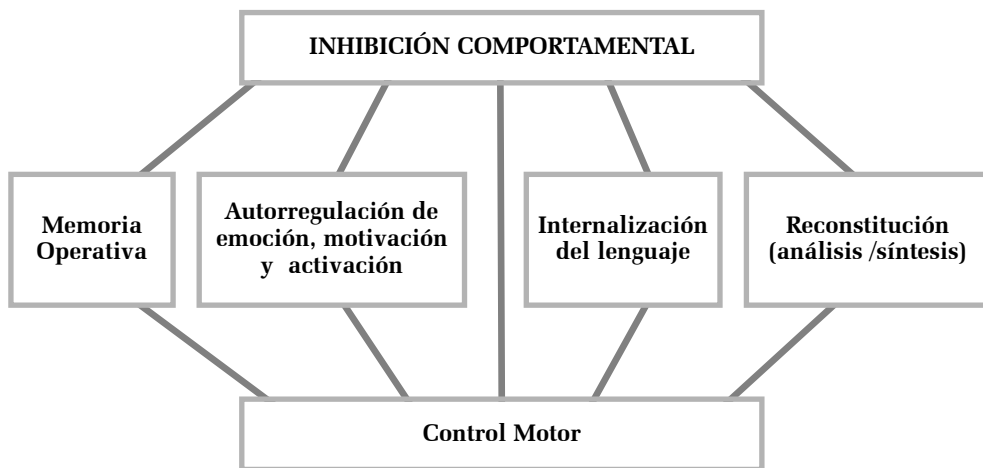 INHIBICIÓN COMPORTAMENTAL
Memoria
Operativa
Autorregulación de
emoción, motivación
y activación
Internalización
del lenguaje
Reconstitución
(análisis /síntesis)
Control Motor